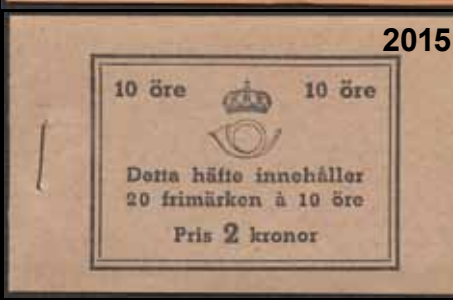 2015
10 öre 10 öre
Detta häfte innehåller
20 frimärken à 10 öre
Pris 2 kronor